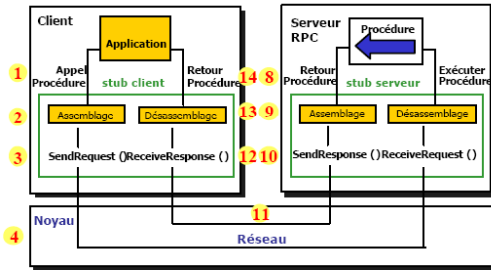 Client
Application
1
Appel
Procédure
stub client
Retour
Procédure
14
2
Assemblage
Désassemblage
13
3
SendRequest ()
ReceiveResponse ()
12
Serveur
RPC
Procédure
8
Retour
Procédure
stub serveur
Exécuter
Procédure
9
Assemblage
Désassemblage
10
SendResponse ()
ReceiveRequest ()
11
Noyau
4
Réseau